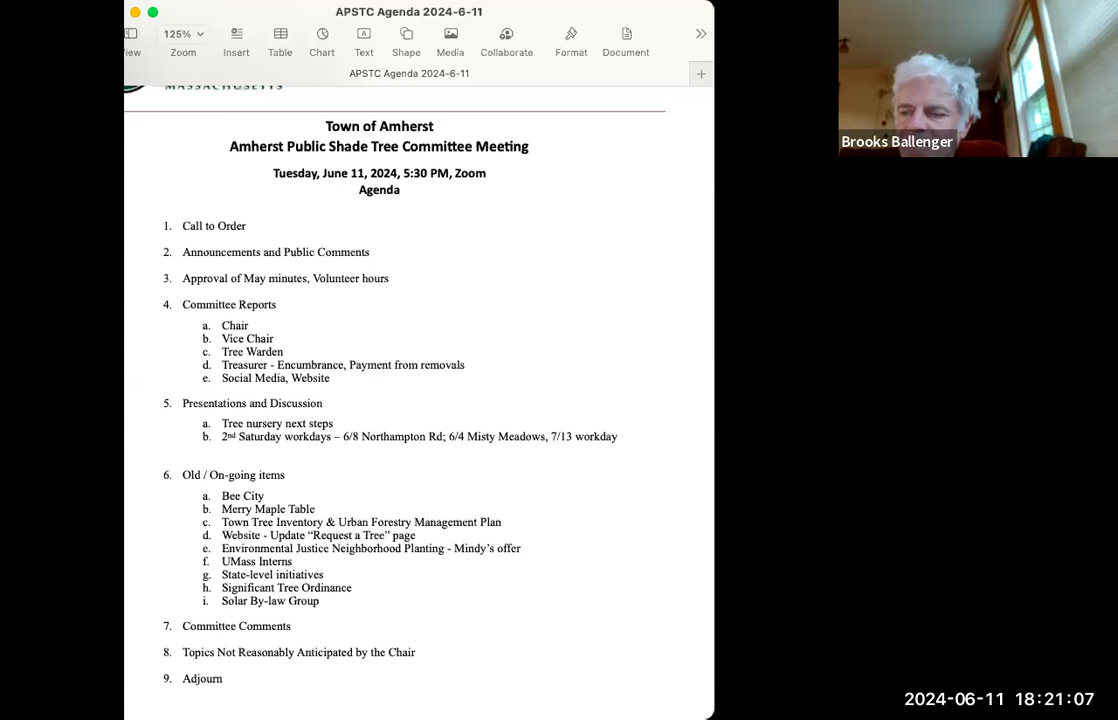 APSTC Agenda 2024-6-11
125%
View Zoom Insert Table Chart Text Shape Media Collaborate Format Document
APSTC Agenda 2024-6-11
MASSACHUSETTS
Town of Amherst
Amherst Public Shade Tree Committee Meeting
Tuesday, June 11, 2024, 5:30 PM, Zoom
Agenda
1. Call to Order
2. Announcements and Public Comments
3. Approval of May minutes, Volunteer hours
4. Committee Reports
a. Chair
b. Vice Chair
c. Tree Warden
d. Treasurer - Encumbrance, Payment from removals
e. Social Media, Website
5. Presentations and Discussion
a. Tree nursery next steps
b. 2nd Saturday workdays – 6/8 Northampton Rd; 6/4 Misty Meadows, 7/13 workday
6. Old / On-going items
a. Bee City
b. Merry Maple Table
c. Town Tree Inventory & Urban Forestry Management Plan
d. Website - Update “Request a Tree” page
e. Environmental Justice Neighborhood Planting - Mindy’s offer
f. UMass Interns
g. State-level initiatives
h. Significant Tree Ordinance
i. Solar By-law Group
7. Committee Comments
8. Topics Not Reasonably Anticipated by the Chair
9. Adjourn
Brooks Ballenger
2024-06-11 18:21:07